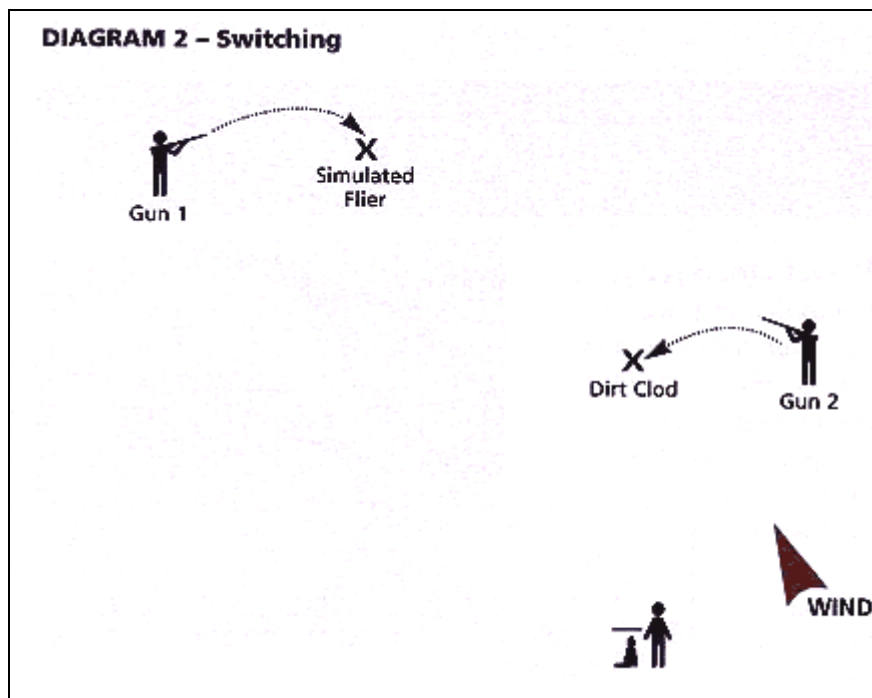 DIAGRAM 2 – Switching
X
Simulated
Flier
Gun 1
X
Dirt Clod
Gun 2
WIND